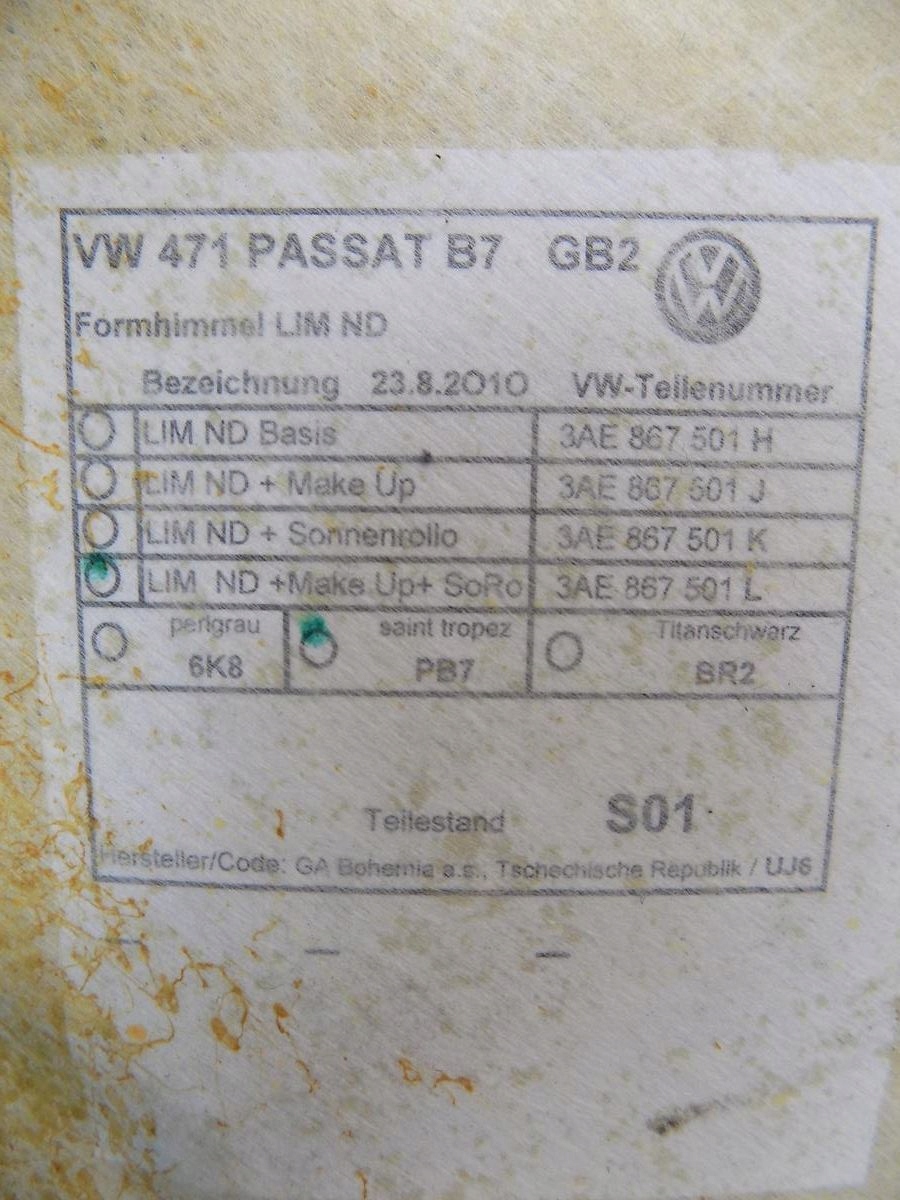 VW 471 PASSAT B7 GB2
Formhimmel LIM ND
Bezeichnung 23.8.2010 VW-Teilenummer
LIM ND Basis 3AE 867 501 H
LIM ND + Make Up 3AE 867 501 J
LIM ND + Sonnenrollo 3AE 867 501 K
LIM ND +Make Up+ SoRo 3AE 867 501 L
perlgrau saint tropez Titanschwarz
6K8 PB7 BR2
Teilestand S01
Hersteller/Code: GA Bohemia a.s., Tschechische Republik / UJ6